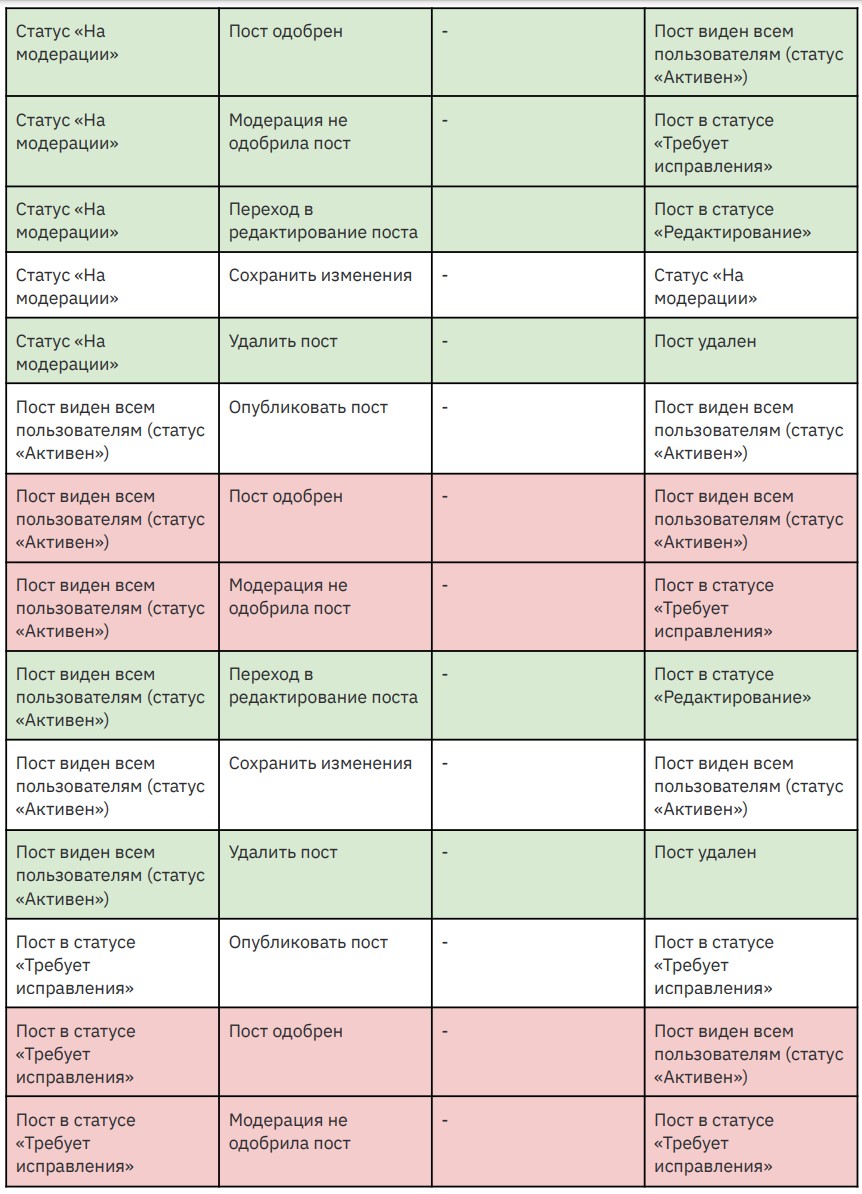 Статус «На
модерации»
Пост одобрен
-
Пост виден всем
пользователям (статус
«Активен»)
Статус «На
модерации»
Модерация не
одобрила пост
-
Пост в статусе
«Требует
исправления»
Статус «На
модерации»
Переход в
редактирование поста
Пост в статусе
«Редактирование»
Статус «На
модерации»
Сохранить изменения
-
Статус «На
модерации»
Статус «На
модерации»
Удалить пост
-
Пост удален
Пост виден всем
пользователям (статус
«Активен»)
Опубликовать пост
-
Пост виден всем
пользователям (статус
«Активен»)
Пост виден всем
пользователям (статус
«Активен»)
Пост одобрен
-
Пост виден всем
пользователям (статус
«Активен»)
Пост виден всем
пользователям (статус
«Активен»)
Модерация не
одобрила пост
-
Пост в статусе
«Требует
исправления»
Пост виден всем
пользователям (статус
«Активен»)
Переход в
редактирование поста
-
Пост в статусе
«Редактирование»
Пост виден всем
пользователям (статус
«Активен»)
Сохранить изменения
-
Пост виден всем
пользователям (статус
«Активен»)
Пост виден всем
пользователям (статус
«Активен»)
Удалить пост
-
Пост удален
Пост в статусе
«Требует
исправления»
Опубликовать пост
-
Пост в статусе
«Требует
исправления»
Пост в статусе
«Требует
исправления»
Пост одобрен
-
Пост виден всем
пользователям (статус
«Активен»)
Пост в статусе
«Требует
исправления»
Модерация не
одобрила пост
-
Пост в статусе
«Требует
исправления»